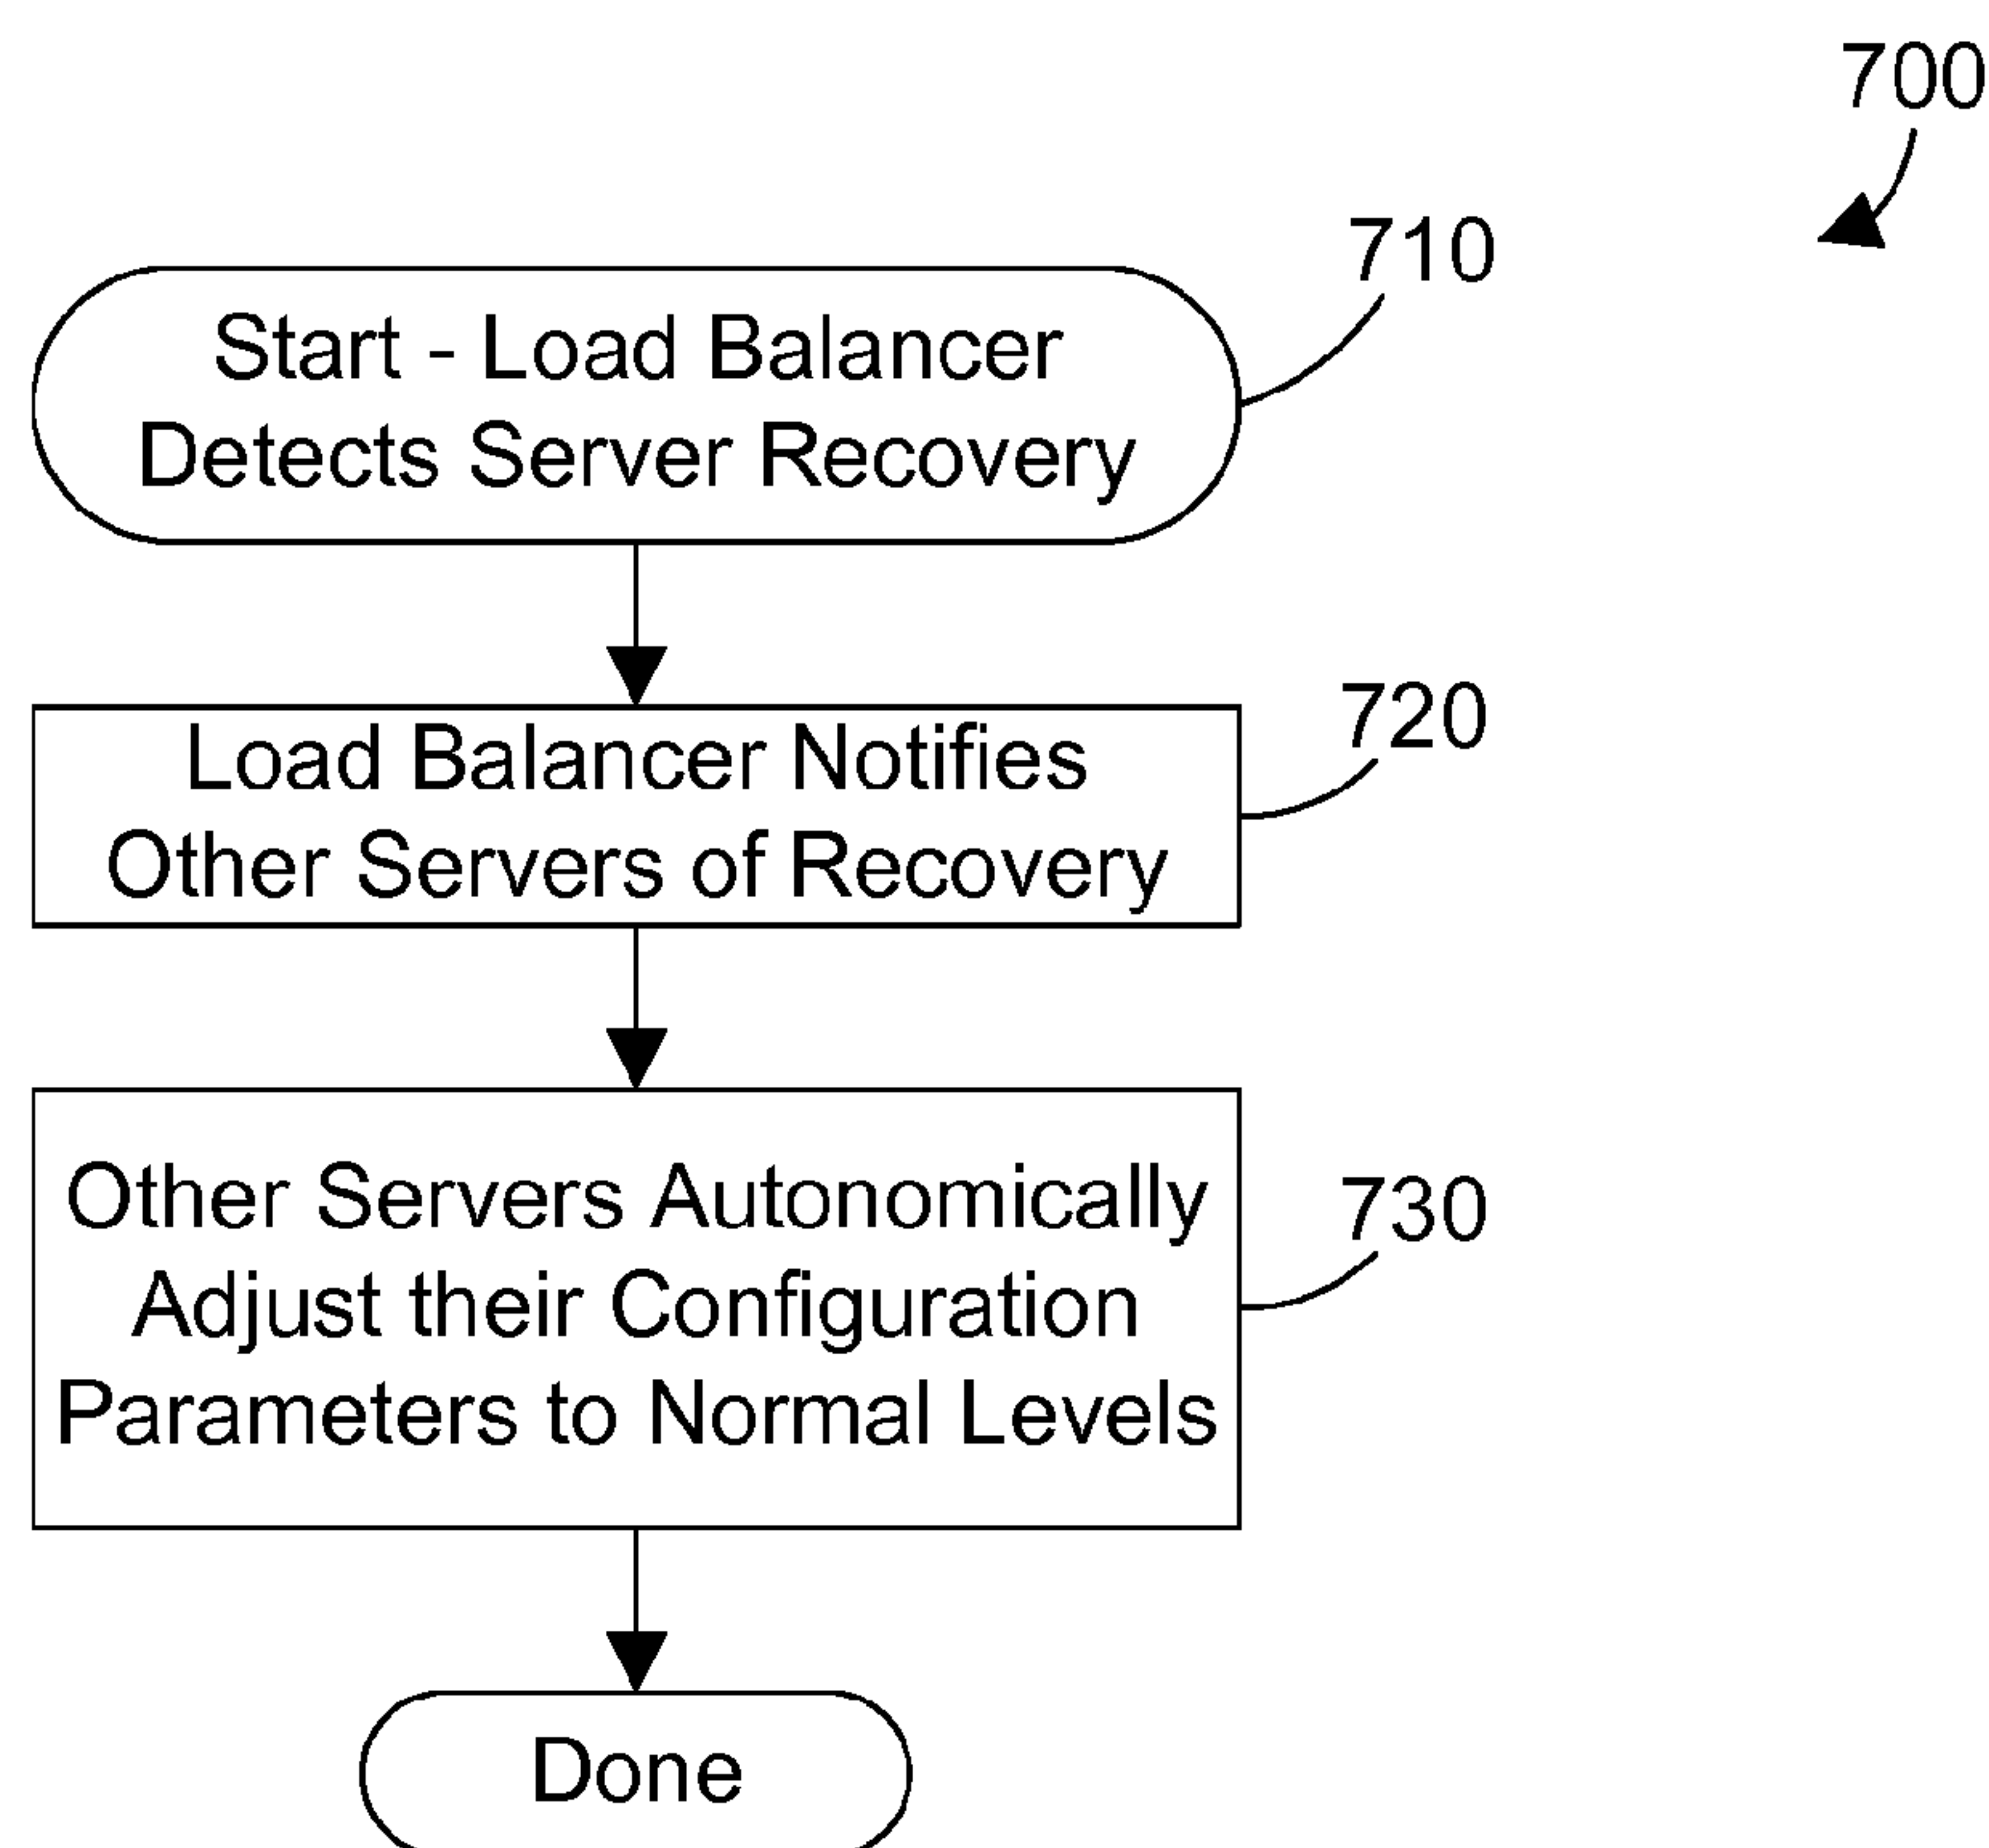 700
710
Start - Load Balancer
Detects Server Recovery
720
Load Balancer Notifies
Other Servers of Recovery
730
Other Servers Autonomically
Adjust their Configuration
Parameters to Normal Levels
Done